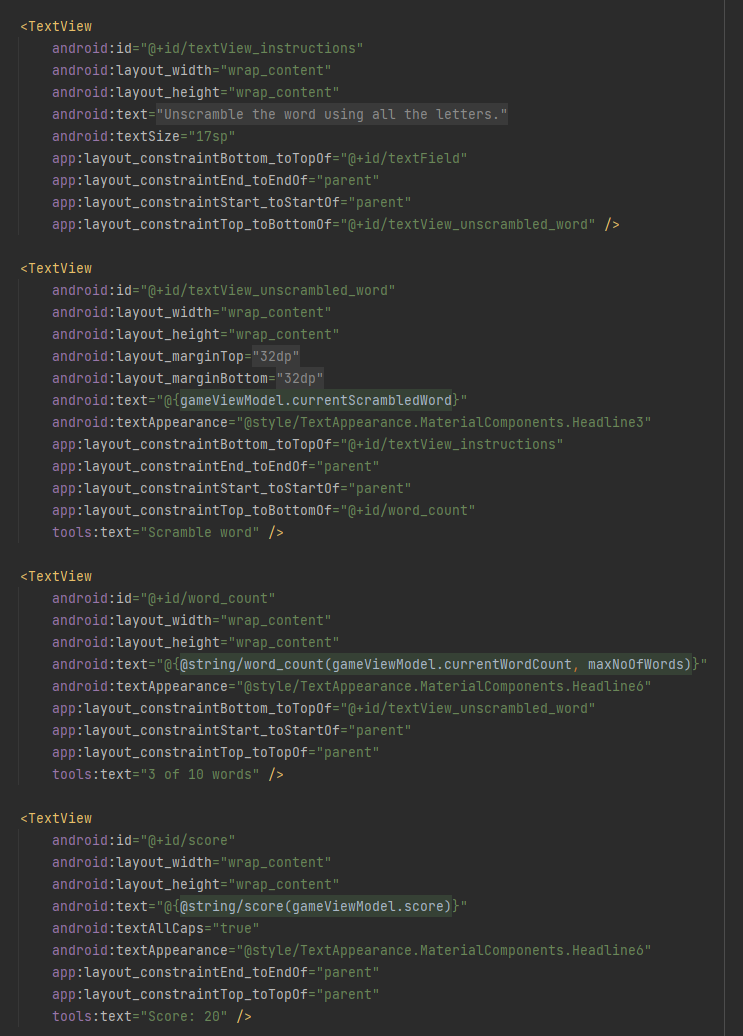 <TextView
android:id="@+id/textView_instructions"
android:layout_width="wrap_content"
android:layout_height="wrap_content"
android:text="Unscramble the word using all the letters."
android:textSize="17sp"
app:layout_constraintBottom_toTopOf="@+id/textField"
app:layout_constraintEnd_toEndOf="parent"
app:layout_constraintStart_toStartOf="parent"
app:layout_constraintTop_toBottomOf="@+id/textView_unscrambled_word" />
<TextView
android:id="@+id/textView_unscrambled_word"
android:layout_width="wrap_content"
android:layout_height="wrap_content"
android:layout_marginTop="32dp"
android:layout_marginBottom="32dp"
android:text="@{gameViewModel.currentScrambledWord}"
android:textAppearance="@style/TextAppearance.MaterialComponents.Headline3"
app:layout_constraintBottom_toTopOf="@+id/textView_instructions"
app:layout_constraintEnd_toEndOf="parent"
app:layout_constraintStart_toStartOf="parent"
app:layout_constraintTop_toBottomOf="@+id/word_count"
tools:text="Scramble word" />
<TextView
android:id="@+id/word_count"
android:layout_width="wrap_content"
android:layout_height="wrap_content"
android:text="@{@string/word_count(gameViewModel.currentWordCount, maxNoOfWords)}"
android:textAppearance="@style/TextAppearance.MaterialComponents.Headline6"
app:layout_constraintBottom_toTopOf="@+id/textView_unscrambled_word"
app:layout_constraintStart_toStartOf="parent"
app:layout_constraintTop_toTopOf="parent"
tools:text="3 of 10 words" />
<TextView
android:id="@+id/score"
android:layout_width="wrap_content"
android:layout_height="wrap_content"
android:text="@{@string/score(gameViewModel.score)}"
android:textAllCaps="true"
android:textAppearance="@style/TextAppearance.MaterialComponents.Headline6"
app:layout_constraintEnd_toEndOf="parent"
app:layout_constraintTop_toTopOf="parent"
tools:text="Score: 20" />